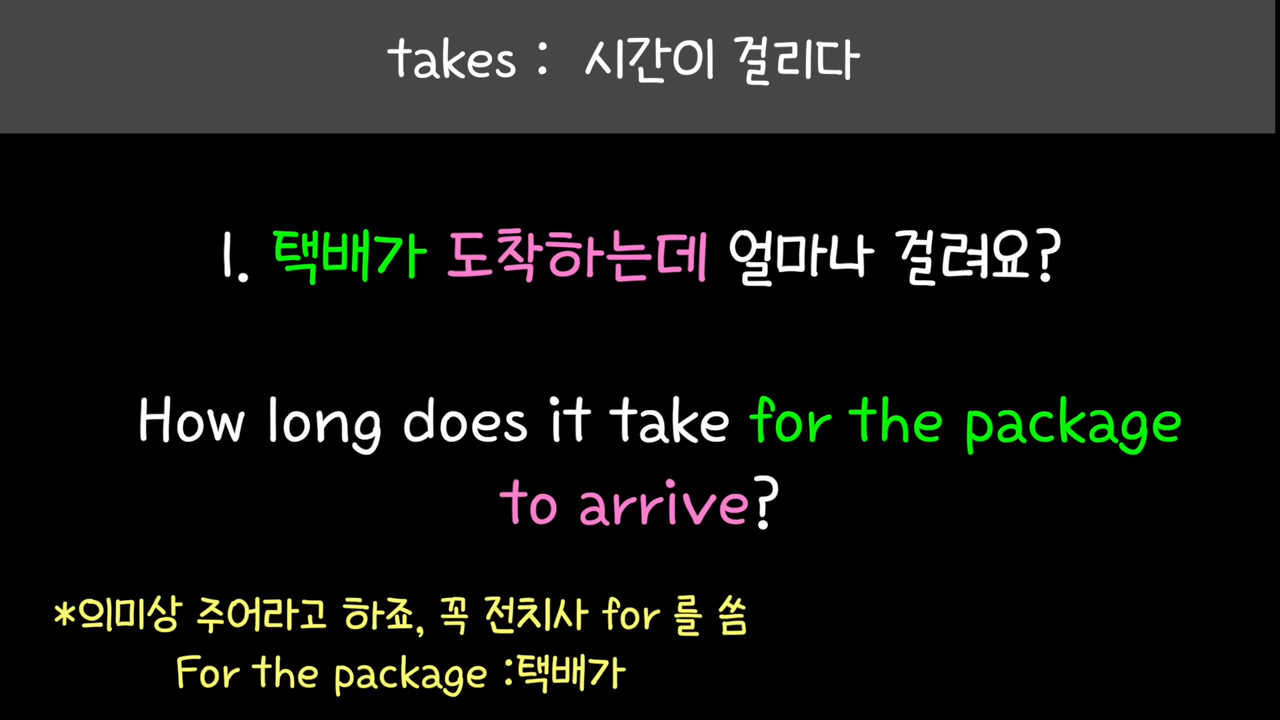 takes : 시간이 걸리다
1. 택배가 도착하는데 얼마나 걸려요?
How long does it take for the package
to arrive?
*의미상 주어라고 하죠, 꼭 전치사 for 를 씀
For the package :택배가